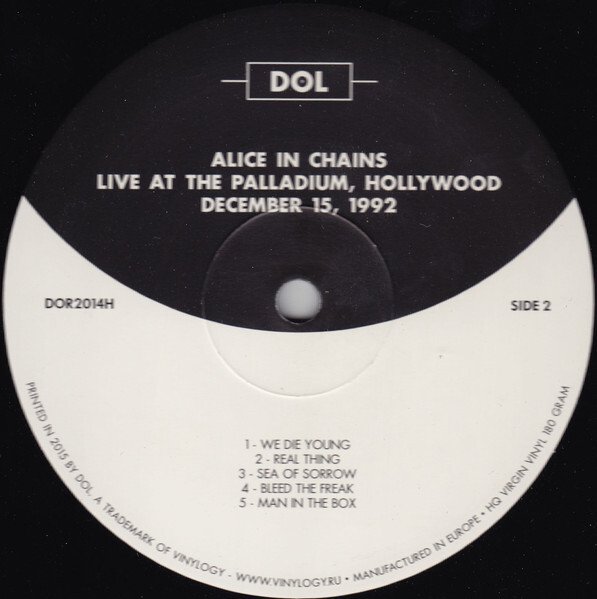 DOL
ALICE IN CHAINS
LIVE AT THE PALLADIUM, HOLLYWOOD
DECEMBER 15, 1992
DOR2014H
SIDE 2
1 - WE DIE YOUNG
2 - REAL THING
3 - SEA OF SORROW
4 - BLEED THE FREAK
5 - MAN IN THE BOX
PRINTED IN 2015 BY DOL, A TRADEMARK OF VINYLOGY - WWW.VINYLOGY.RU • MANUFACTURED IN EUROPE • HQ VIRGIN VINYL 180 GRAM